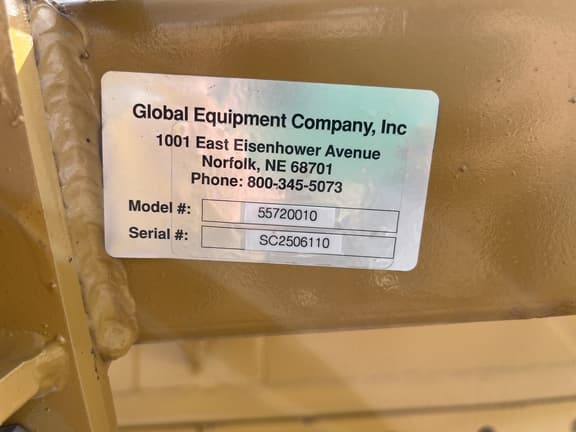 Global Equipment Company, Inc
1001 East Eisenhower Avenue
Norfolk, NE 68701
Phone: 800-345-5073
Model #: 55720010
Serial #: SC2506110